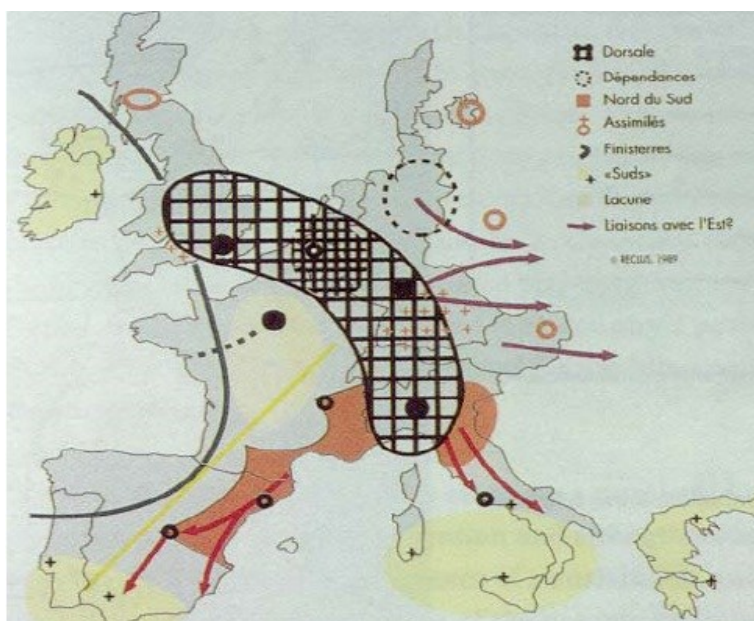 Dorsale
Dépendances
Nord du Sud
Assimilés
Finisterres
«Suds»
Lacune
Liaisons avec l'Est?
© RECLUS, 1989